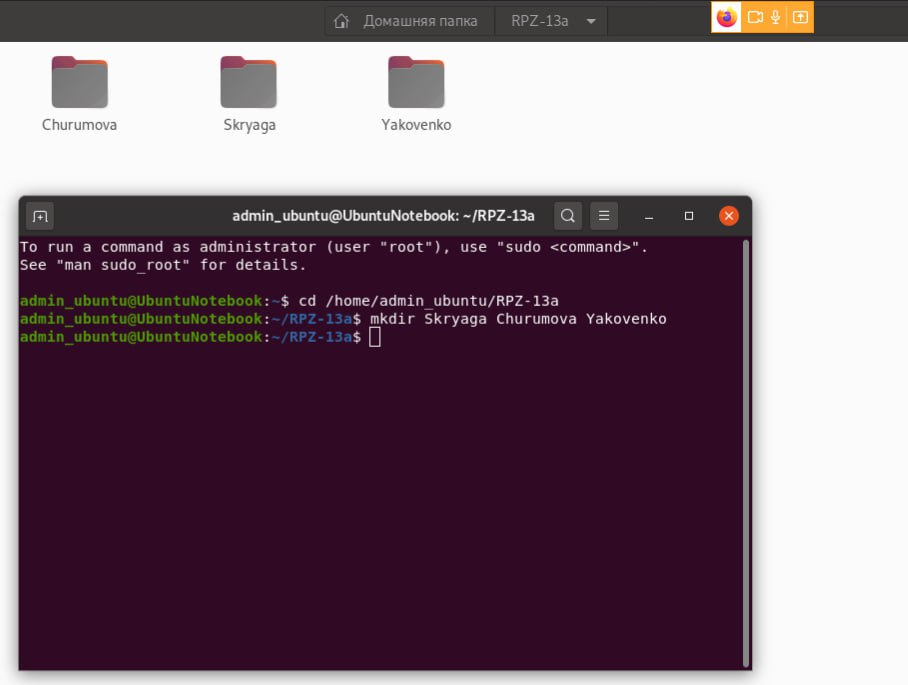 Домашняя папка RPZ-13a
Churumova Skryaga Yakovenko
admin_ubuntu@UbuntuNotebook: ~/RPZ-13a
To run a command as administrator (user "root"), use "sudo <command>".
See "man sudo_root" for details.
admin_ubuntu@UbuntuNotebook:~$ cd /home/admin_ubuntu/RPZ-13a
admin_ubuntu@UbuntuNotebook:~/RPZ-13a$ mkdir Skryaga Churumova Yakovenko
admin_ubuntu@UbuntuNotebook:~/RPZ-13a$